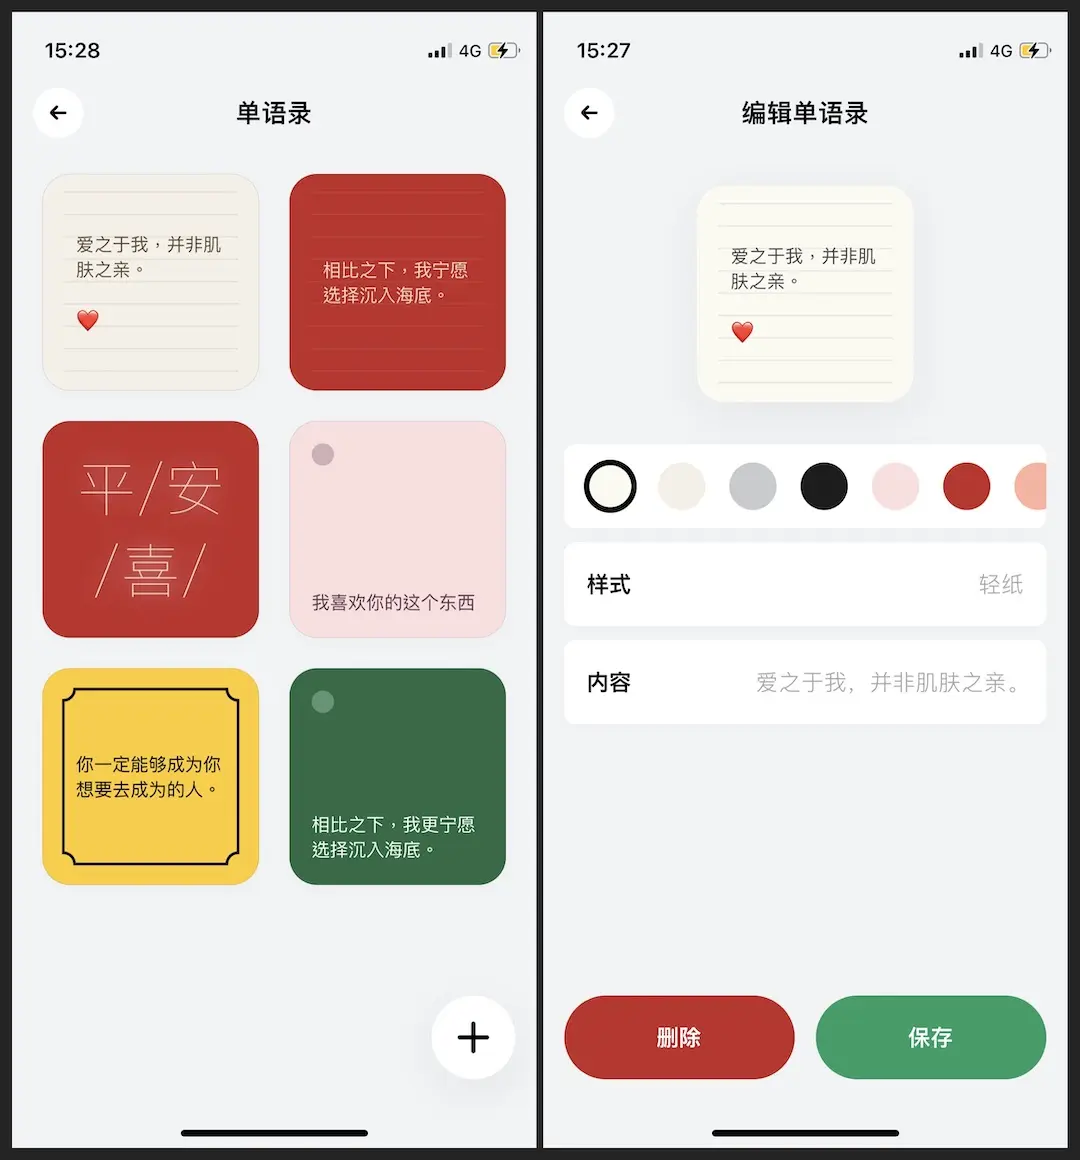 15:28
4G
单语录
爱之于我，并非肌
肤之亲。
❤️
相比之下，我宁愿
选择沉入海底。
平/安
/喜/
我喜欢你的这个东西
你一定能够成为你
想要去成为的人。
相比之下，我更宁愿
选择沉入海底。
15:27
4G
编辑单语录
爱之于我，并非肌
肤之亲。
❤️
样式
轻纸
内容
爱之于我，并非肌肤之亲。
删除
保存